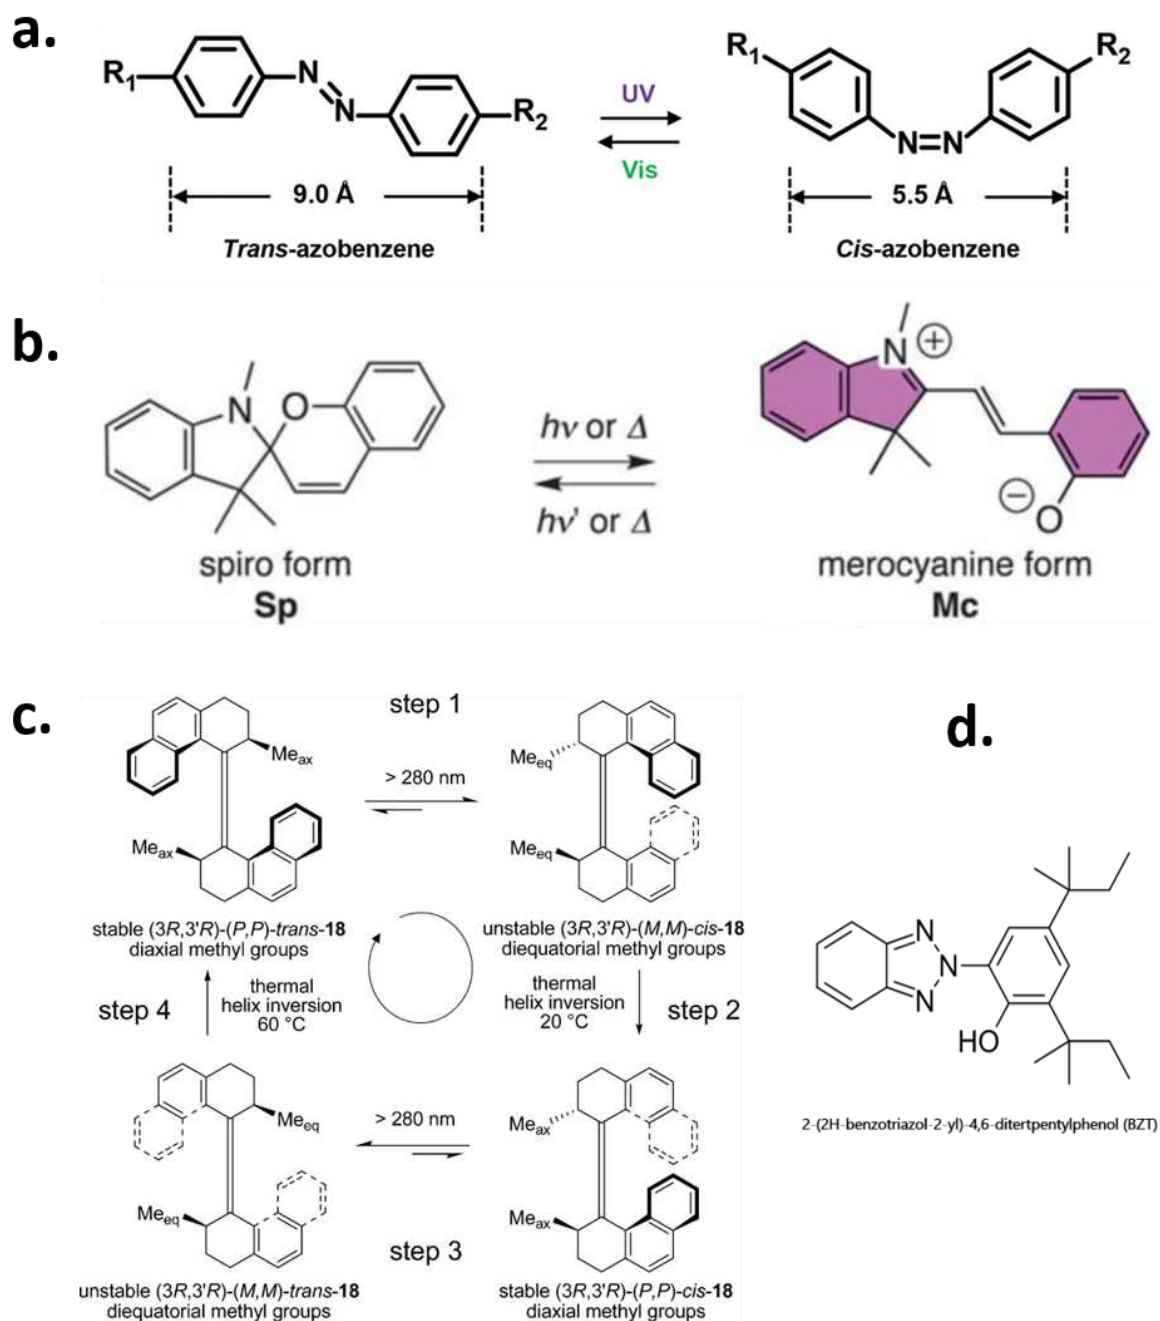 a.
R1 N N R2
UV
Vis
R1 N=N R2
9.0 Å
5.5 Å
Trans-azobenzene
Cis-azobenzene
b.
N O
hν or Δ
hν' or Δ
N +
− O
spiro form
Sp
merocyanine form
Mc
c.
step 1
Meax
> 280 nm
Meeq
Meax
Meeq
stable (3R,3'R)-(P,P)-trans-18
diaxial methyl groups
unstable (3R,3'R)-(M,M)-cis-18
diequatorial methyl groups
step 4
thermal
helix inversion
60 °C
thermal
helix inversion
20 °C
step 2
Meeq
> 280 nm
Meax
Meeq
Meax
step 3
unstable (3R,3'R)-(M,M)-trans-18
diequatorial methyl groups
stable (3R,3'R)-(P,P)-cis-18
diaxial methyl groups
d.
N
N
N
HO
2-(2H-benzotriazol-2-yl)-4,6-ditertpentylphenol (BZT)